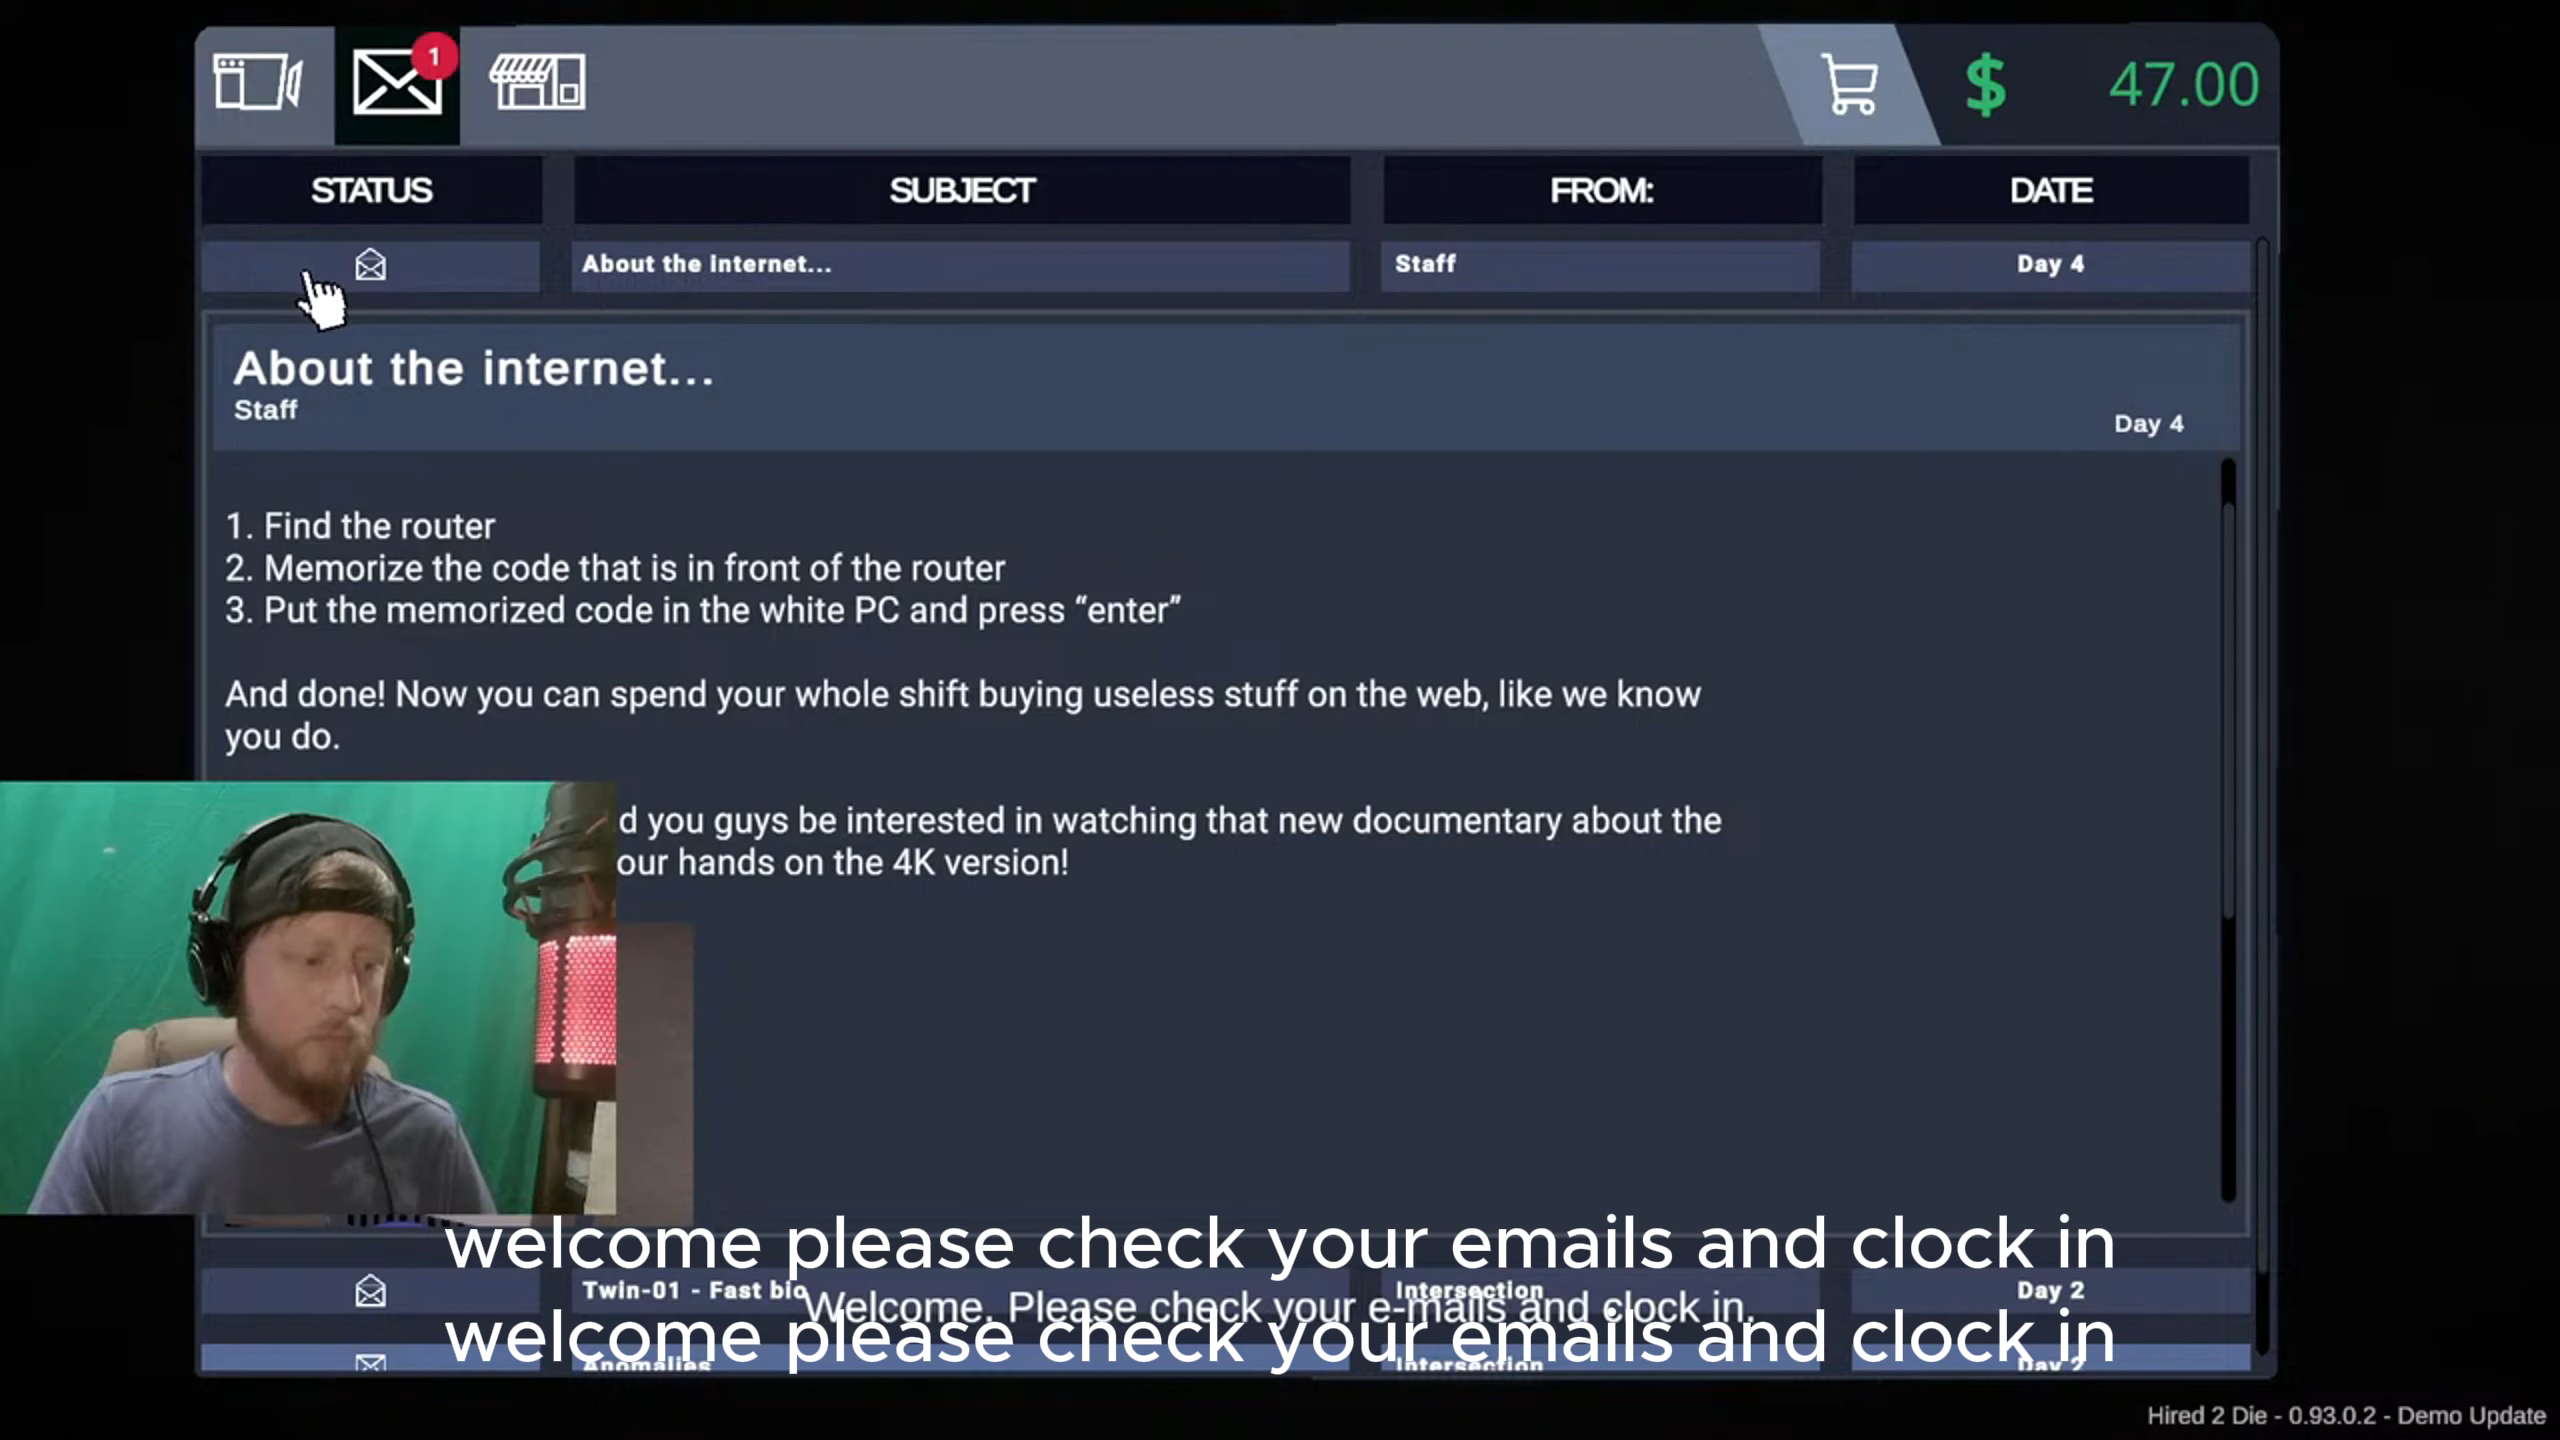 1
$ 47.00
STATUS SUBJECT FROM: DATE
About the internet... Staff Day 4
About the internet...
Staff
Day 4
1. Find the router
2. Memorize the code that is in front of the router
3. Put the memorized code in the white PC and press “enter”
And done! Now you can spend your whole shift buying useless stuff on the web, like we know
you do.
d you guys be interested in watching that new documentary about the
our hands on the 4K version!
welcome please check your emails and clock in
Twin-01 - Fast bio Intersection Day 2
Welcome. Please check your e-mails and clock in.
welcome please check your emails and clock in
Anomalies Intersection Day 2
Hired 2 Die - 0.93.0.2 - Demo Update